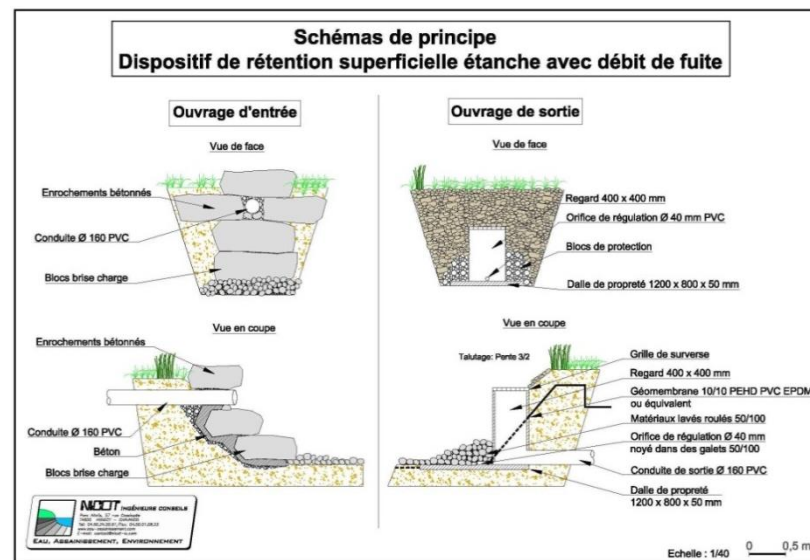 Schémas de principe
Dispositif de rétention superficielle étanche avec débit de fuite
Ouvrage d'entrée
Vue de face
Enrochements bétonnés
Conduite Ø 160 PVC
Blocs brise charge
Vue en coupe
Enrochements bétonnés
Conduite Ø 160 PVC
Béton
Blocs brise charge
Ouvrage de sortie
Vue de face
Regard 400 x 400 mm
Orifice de régulation Ø 40 mm PVC
Blocs de protection
Dalle de propreté 1200 x 800 x 50 mm
Vue en coupe
Talutage: Pente 3/2
Grille de surverse
Regard 400 x 400 mm
Géomembrane 10/10 PEHD PVC EPDM
ou équivalent
Matériaux lavés roulés 50/100
Orifice de régulation Ø 40 mm
noyé dans des galets 50/100
Conduite de sortie Ø 160 PVC
Dalle de propreté
1200 x 800 x 50 mm
NICOT INGÉNIEURS CONSEILS
EAU, ASSAINISSEMENT, ENVIRONNEMENT
Echelle : 1/40
0 0,5 m